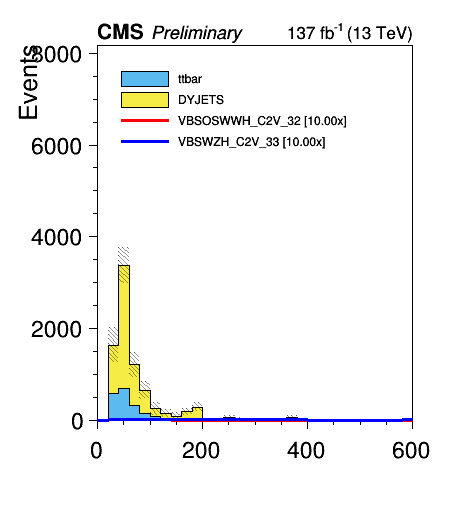 CMS Preliminary 137 fb⁻¹ (13 TeV)
Events
8000
ttbar
DYJETS
VBSOSWWH_C2V_32 [10.00x]
VBSWZH_C2V_33 [10.00x]
6000
4000
2000
0
0 200 400 600